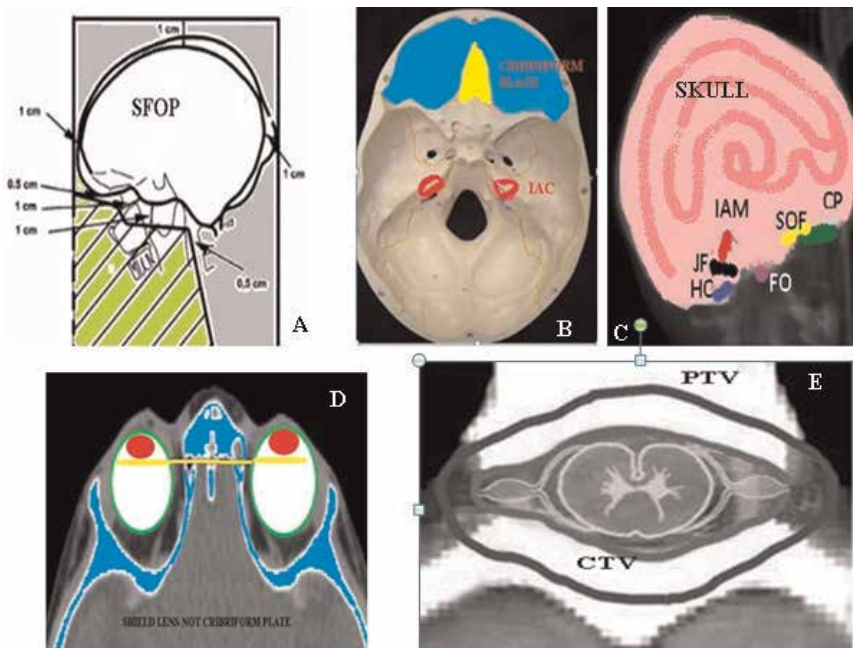 1 cm
SFOP
1 cm
0.5 cm
1 cm
1 cm
1 cm
BLOCK
0,5 cm
A
CRIBRIFORM
IAC
B
SKULL
CP
IAM
SOF
JF
HC
FO
C
D
SHIELD LENS NOT CRIBRIFORM PLATE
PTV
E
CTV